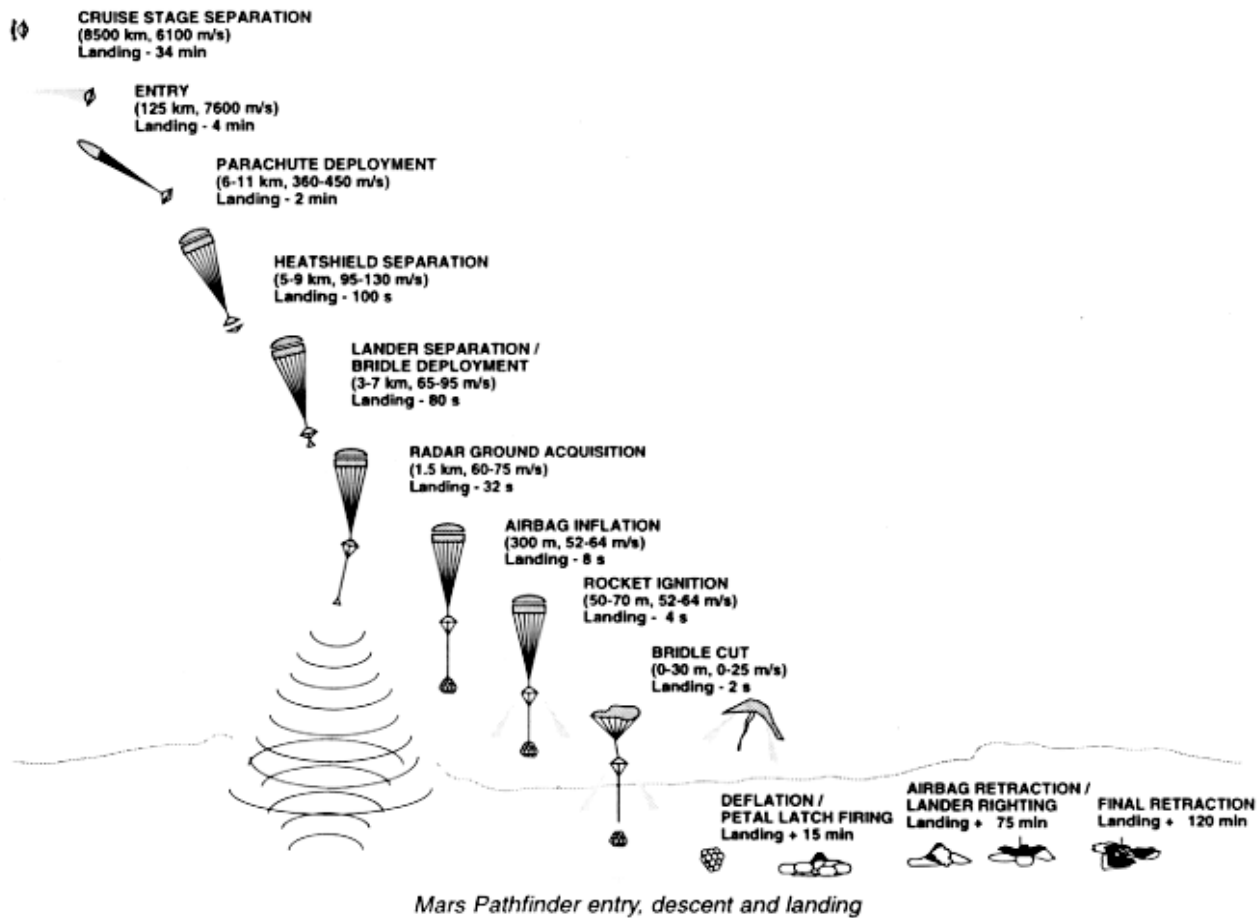 CRUISE STAGE SEPARATION
(8500 km, 6100 m/s)
Landing - 34 min
ENTRY
(125 km, 7600 m/s)
Landing - 4 min
PARACHUTE DEPLOYMENT
(6-11 km, 360-450 m/s)
Landing - 2 min
HEATSHIELD SEPARATION
(5-9 km, 95-130 m/s)
Landing - 100 s
LANDER SEPARATION /
BRIDLE DEPLOYMENT
(3-7 km, 65-95 m/s)
Landing - 80 s
RADAR GROUND ACQUISITION
(1.5 km, 60-75 m/s)
Landing - 32 s
AIRBAG INFLATION
(300 m, 52-64 m/s)
Landing - 8 s
ROCKET IGNITION
(50-70 m, 52-64 m/s)
Landing - 4 s
BRIDLE CUT
(0-30 m, 0-25 m/s)
Landing - 2 s
DEFLATION /
PETAL LATCH FIRING
Landing + 15 min
AIRBAG RETRACTION /
LANDER RIGHTING
Landing + 75 min
FINAL RETRACTION
Landing + 120 min
Mars Pathfinder entry, descent and landing